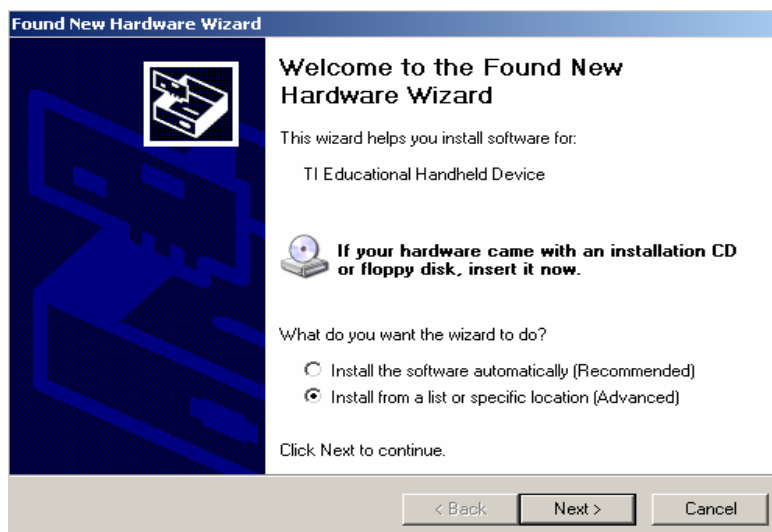 Found New Hardware Wizard
Welcome to the Found New
Hardware Wizard
This wizard helps you install software for:
TI Educational Handheld Device
If your hardware came with an installation CD
or floppy disk, insert it now.
What do you want the wizard to do?
Install the software automatically (Recommended)
Install from a list or specific location (Advanced)
Click Next to continue.
< Back
Next >
Cancel